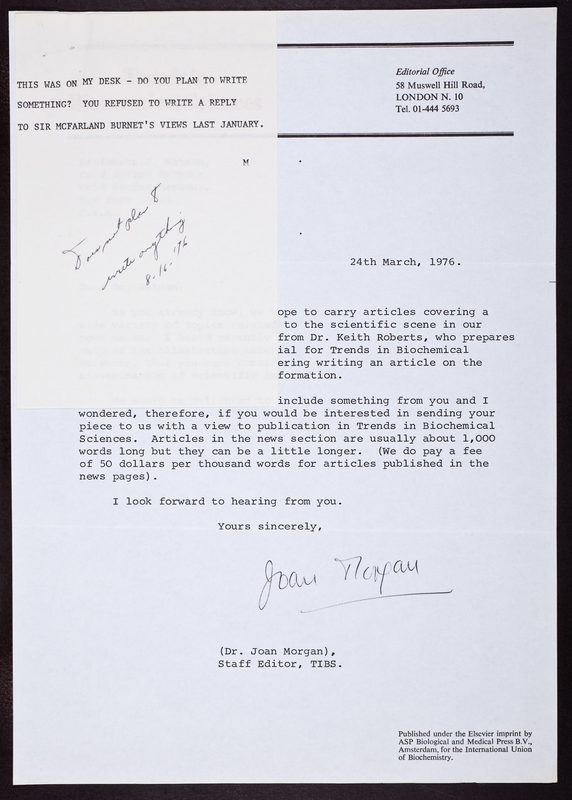 THIS WAS ON MY DESK - DO YOU PLAN TO WRITE
SOMETHING? YOU REFUSED TO WRITE A REPLY
TO SIR MCFARLAND BURNET'S VIEWS LAST JANUARY.
M
Does not plan to
write anything
8-16-'76
Editorial Office
58 Muswell Hill Road,
LONDON N. 10
Tel. 01-444 5693
24th March, 1976.
ope to carry articles covering a
to the scientific scene in our
from Dr. Keith Roberts, who prepares
ial for Trends in Biochemical
ering writing an article on the
formation.
include something from you and I
wondered, therefore, if you would be interested in sending your
piece to us with a view to publication in Trends in Biochemical
Sciences. Articles in the news section are usually about 1,000
words long but they can be a little longer. (We do pay a fee
of 50 dollars per thousand words for articles published in the
news pages).
I look forward to hearing from you.
Yours sincerely,
Joan Morgan
(Dr. Joan Morgan),
Staff Editor, TIBS.
Published under the Elsevier imprint by
ASP Biological and Medical Press B.V.,
Amsterdam, for the International Union
of Biochemistry.